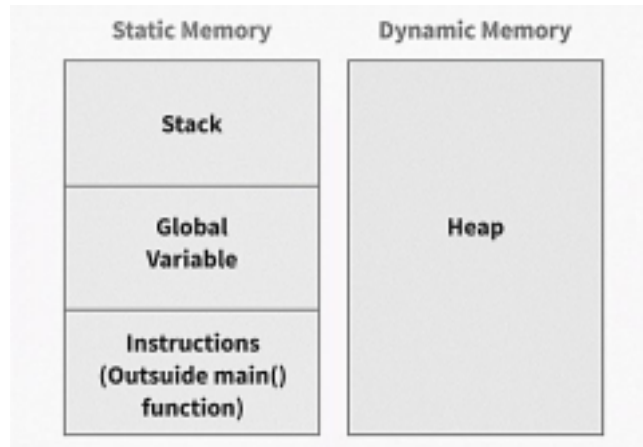 Static Memory
Dynamic Memory
Stack
Global
Variable
Instructions
(Outsuide main()
function)
Heap